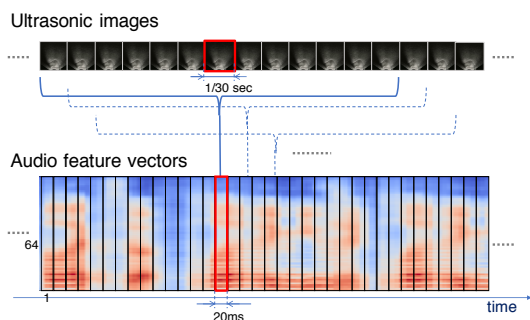 Ultrasonic images
1/30 sec
Audio feature vectors
64
1
20ms
time